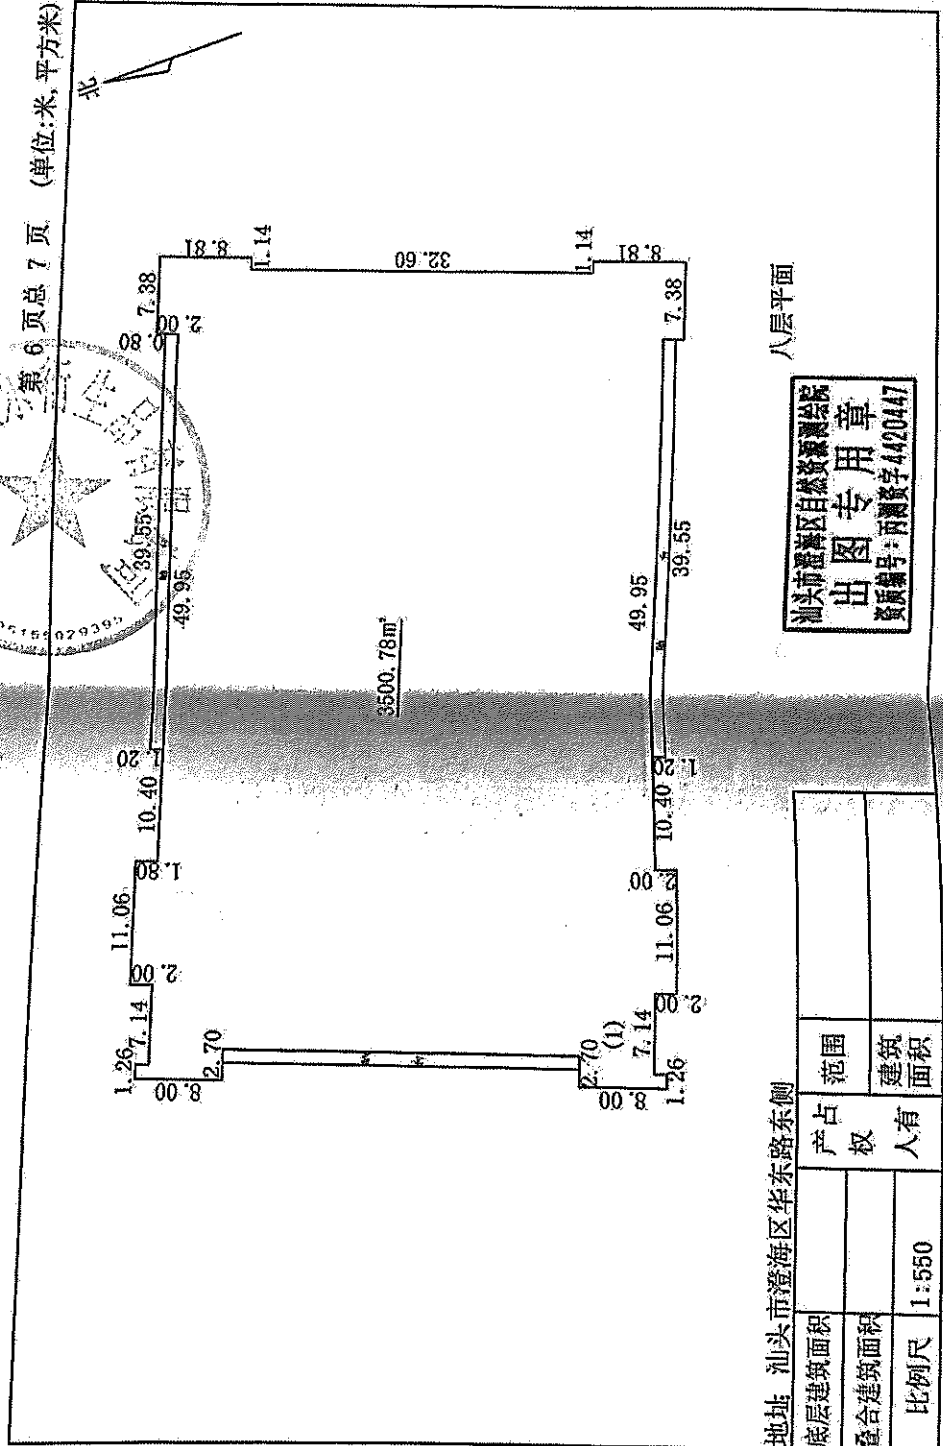 第 6 页总 7 页 (单位:米,平方米)
北
7.38
8.81
1.14
32.60
1.14
8.81
7.38
2.00
0.80
39.55
49.95
1.20
10.40
1.80
11.06
2.00
7.14
1.26
8.00
2.70
3500.78m²
49.95
39.55
1.20
10.40
2.00
11.06
2.00
7.14
(1)
2.70
8.00
1.26
八层平面
汕头市澄海区自然资源测绘院
出图专用章
资质编号:丙测资字4420447
地址: 汕头市澄海区华东路东侧
底层建筑面积
叠合建筑面积
比例尺 1:550
产占
权
人有
范围
建筑
面积